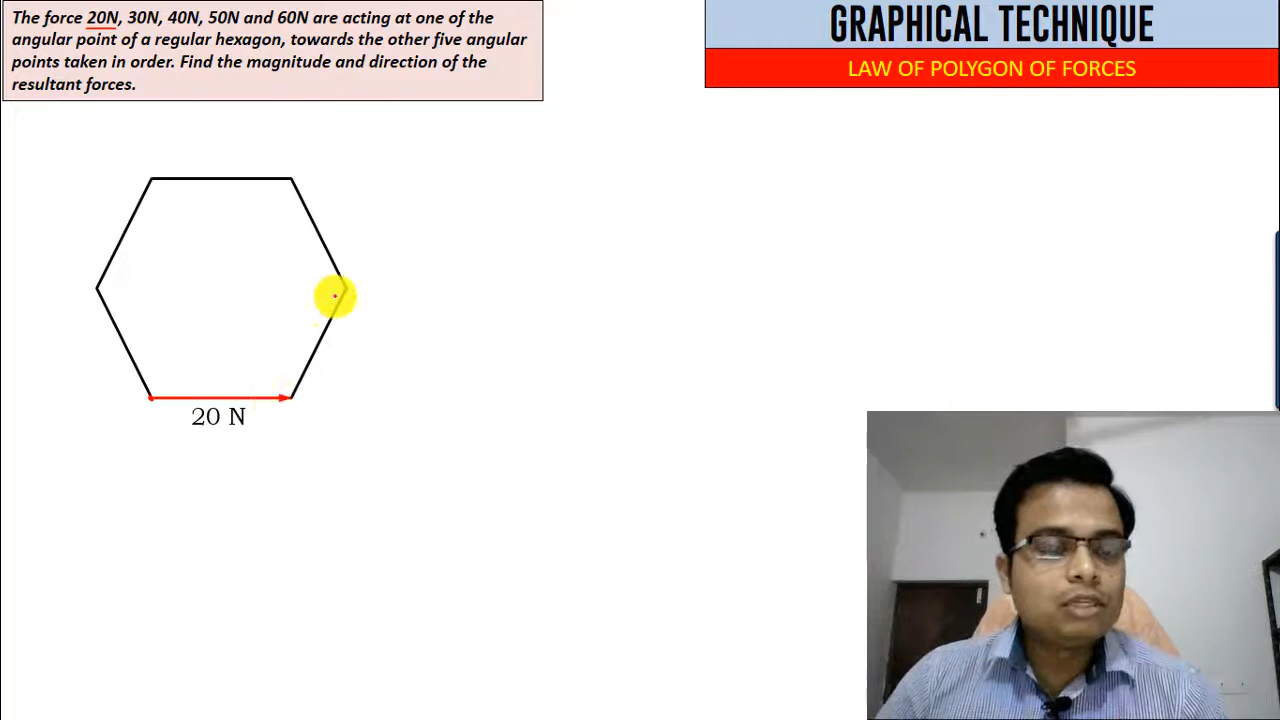 The force 20N, 30N, 40N, 50N and 60N are acting at one of the
angular point of a regular hexagon, towards the other five angular
points taken in order. Find the magnitude and direction of the
resultant forces.
GRAPHICAL TECHNIQUE
LAW OF POLYGON OF FORCES
20 N